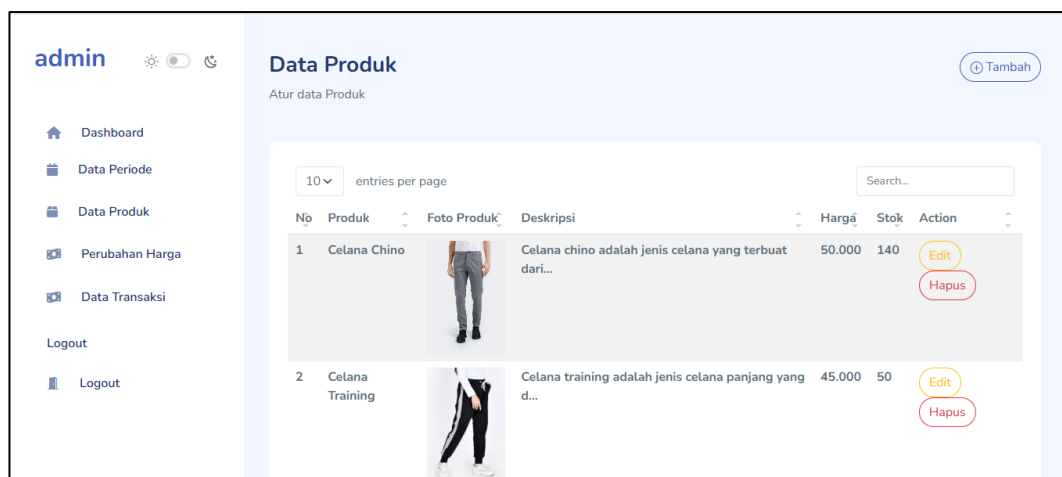 admin
Dashboard
Data Periode
Data Produk
Perubahan Harga
Data Transaksi
Logout
Logout
Data Produk
Atur data Produk
Tambah
10 entries per page
Search...
No Produk Foto Produk Deskripsi Harga Stok Action
1 Celana Chino Celana chino adalah jenis celana yang terbuat 50.000 140 Edit
dari...
Hapus
2 Celana Celana training adalah jenis celana panjang yang 45.000 50 Edit
Training d...
Hapus